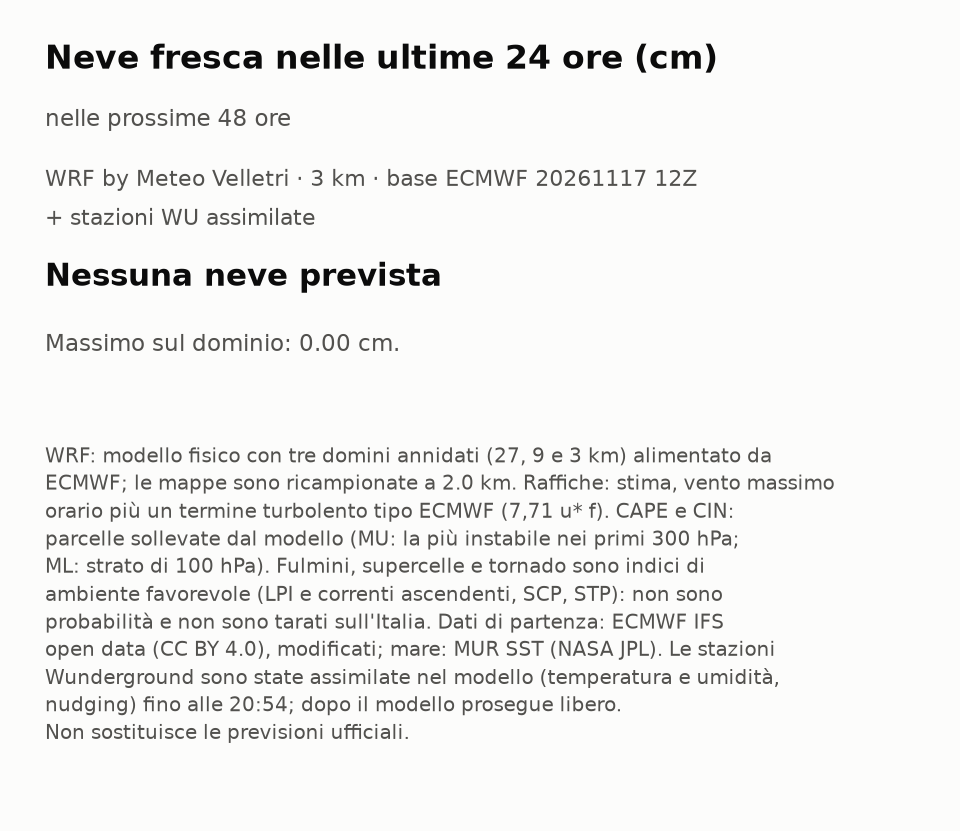 Neve fresca nelle ultime 24 ore (cm)
nelle prossime 48 ore
WRF by Meteo Velletri · 3 km · base ECMWF 20261117 12Z
+ stazioni WU assimilate
Nessuna neve prevista
Massimo sul dominio: 0.00 cm.
WRF: modello fisico con tre domini annidati (27, 9 e 3 km) alimentato da
ECMWF; le mappe sono ricampionate a 2.0 km. Raffiche: stima, vento massimo
orario più un termine turbolento tipo ECMWF (7,71 u* f). CAPE e CIN:
parcelle sollevate dal modello (MU: la più instabile nei primi 300 hPa;
ML: strato di 100 hPa). Fulmini, supercelle e tornado sono indici di
ambiente favorevole (LPI e correnti ascendenti, SCP, STP): non sono
probabilità e non sono tarati sull'Italia. Dati di partenza: ECMWF IFS
open data (CC BY 4.0), modificati; mare: MUR SST (NASA JPL). Le stazioni
Wunderground sono state assimilate nel modello (temperatura e umidità,
nudging) fino alle 20:54; dopo il modello prosegue libero.
Non sostituisce le previsioni ufficiali.